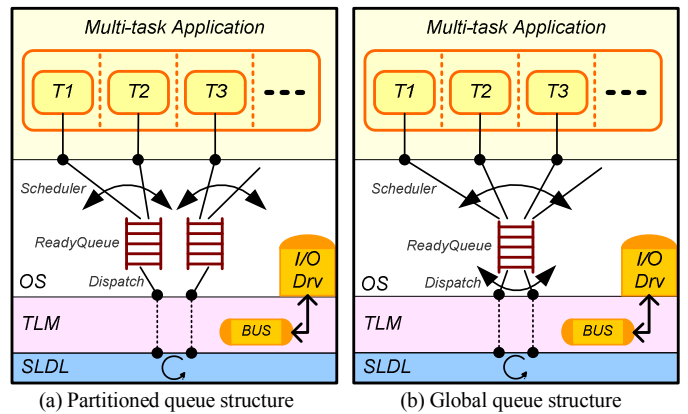 Multi-task Application
T1 T2 T3
Scheduler
ReadyQueue
Dispatch
I/O
Drv
OS
TLM
BUS
SLDL
(a) Partitioned queue structure
Multi-task Application
T1 T2 T3
Scheduler
ReadyQueue
Dispatch
I/O
Drv
OS
TLM
BUS
SLDL
(b) Global queue structure